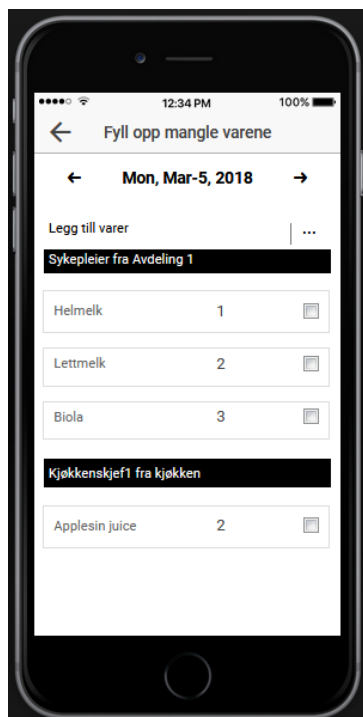 12:34 PM 100%
Fyll opp mangle varene
Mon, Mar-5, 2018
Legg till varer ...
Sykepleier fra Avdeling 1
Helmelk 1
Lettmelk 2
Biola 3
Kjøkkenskjef1 fra kjøkken
Applesin juice 2